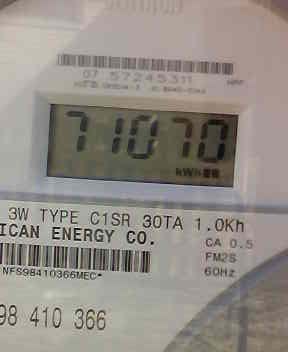 07 57245311
71070
kWh
3W TYPE C1SR 30TA 1.0Kh
ICAN ENERGY CO.
CA 0.5
FM2S
NFS98410366MEC*
60Hz
98 410 366